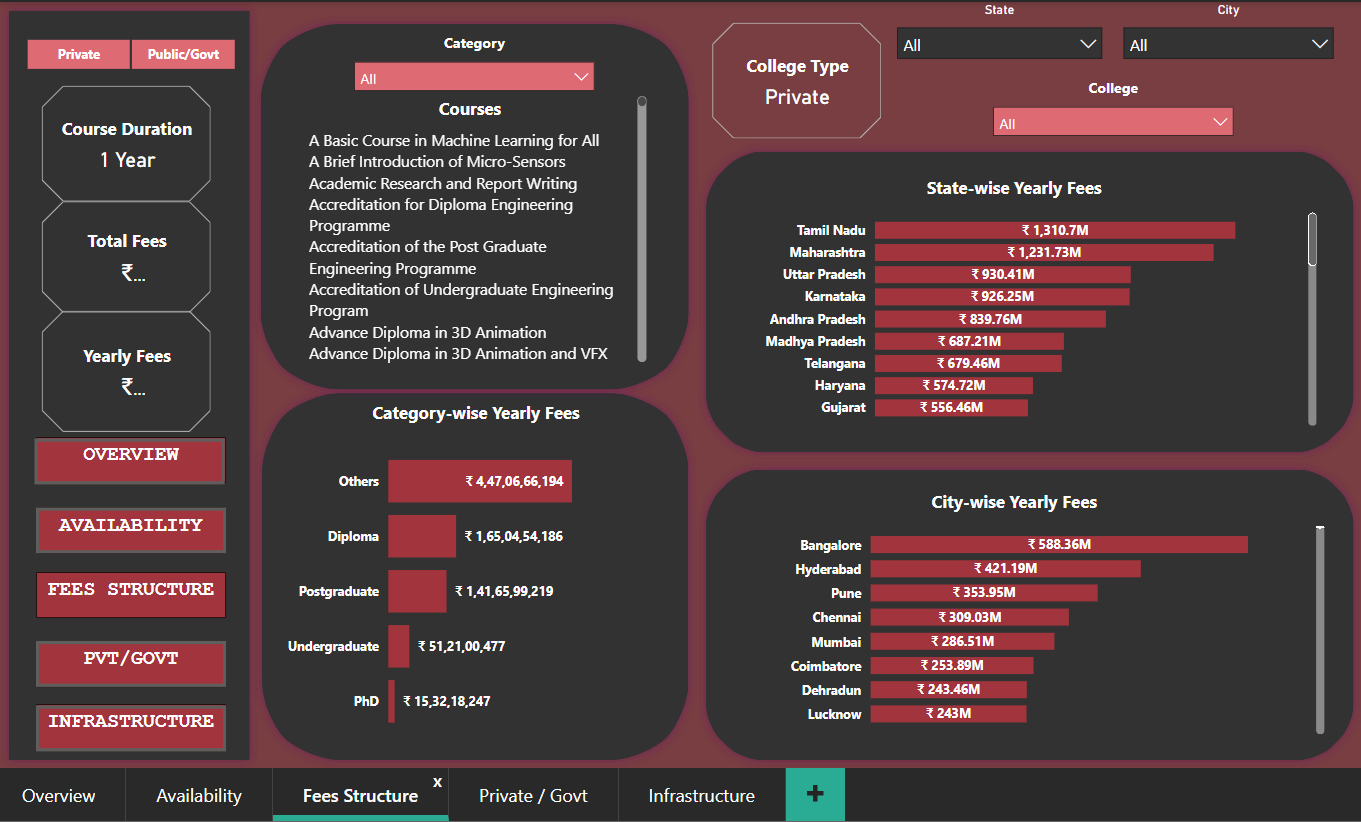 Private
Public/Govt
Course Duration
1 Year
Total Fees
₹...
Yearly Fees
₹...
OVERVIEW
AVAILABILITY
FEES STRUCTURE
PVT/GOVT
INFRASTRUCTURE
Category
All
Courses
A Basic Course in Machine Learning for All
A Brief Introduction of Micro-Sensors
Academic Research and Report Writing
Accreditation for Diploma Engineering
Programme
Accreditation of the Post Graduate
Engineering Programme
Accreditation of Undergraduate Engineering
Program
Advance Diploma in 3D Animation
Advance Diploma in 3D Animation and VFX
Category-wise Yearly Fees
Others ₹ 4,47,06,66,194
Diploma ₹ 1,65,04,54,186
Postgraduate ₹ 1,41,65,99,219
Undergraduate ₹ 51,21,00,477
PhD ₹ 15,32,18,247
College Type
Private
State
All
City
All
College
All
State-wise Yearly Fees
Tamil Nadu ₹ 1,310.7M
Maharashtra ₹ 1,231.73M
Uttar Pradesh ₹ 930.41M
Karnataka ₹ 926.25M
Andhra Pradesh ₹ 839.76M
Madhya Pradesh ₹ 687.21M
Telangana ₹ 679.46M
Haryana ₹ 574.72M
Gujarat ₹ 556.46M
City-wise Yearly Fees
Bangalore ₹ 588.36M
Hyderabad ₹ 421.19M
Pune ₹ 353.95M
Chennai ₹ 309.03M
Mumbai ₹ 286.51M
Coimbatore ₹ 253.89M
Dehradun ₹ 243.46M
Lucknow ₹ 243M
Overview
Availability
Fees Structure
x
Private / Govt
Infrastructure
+